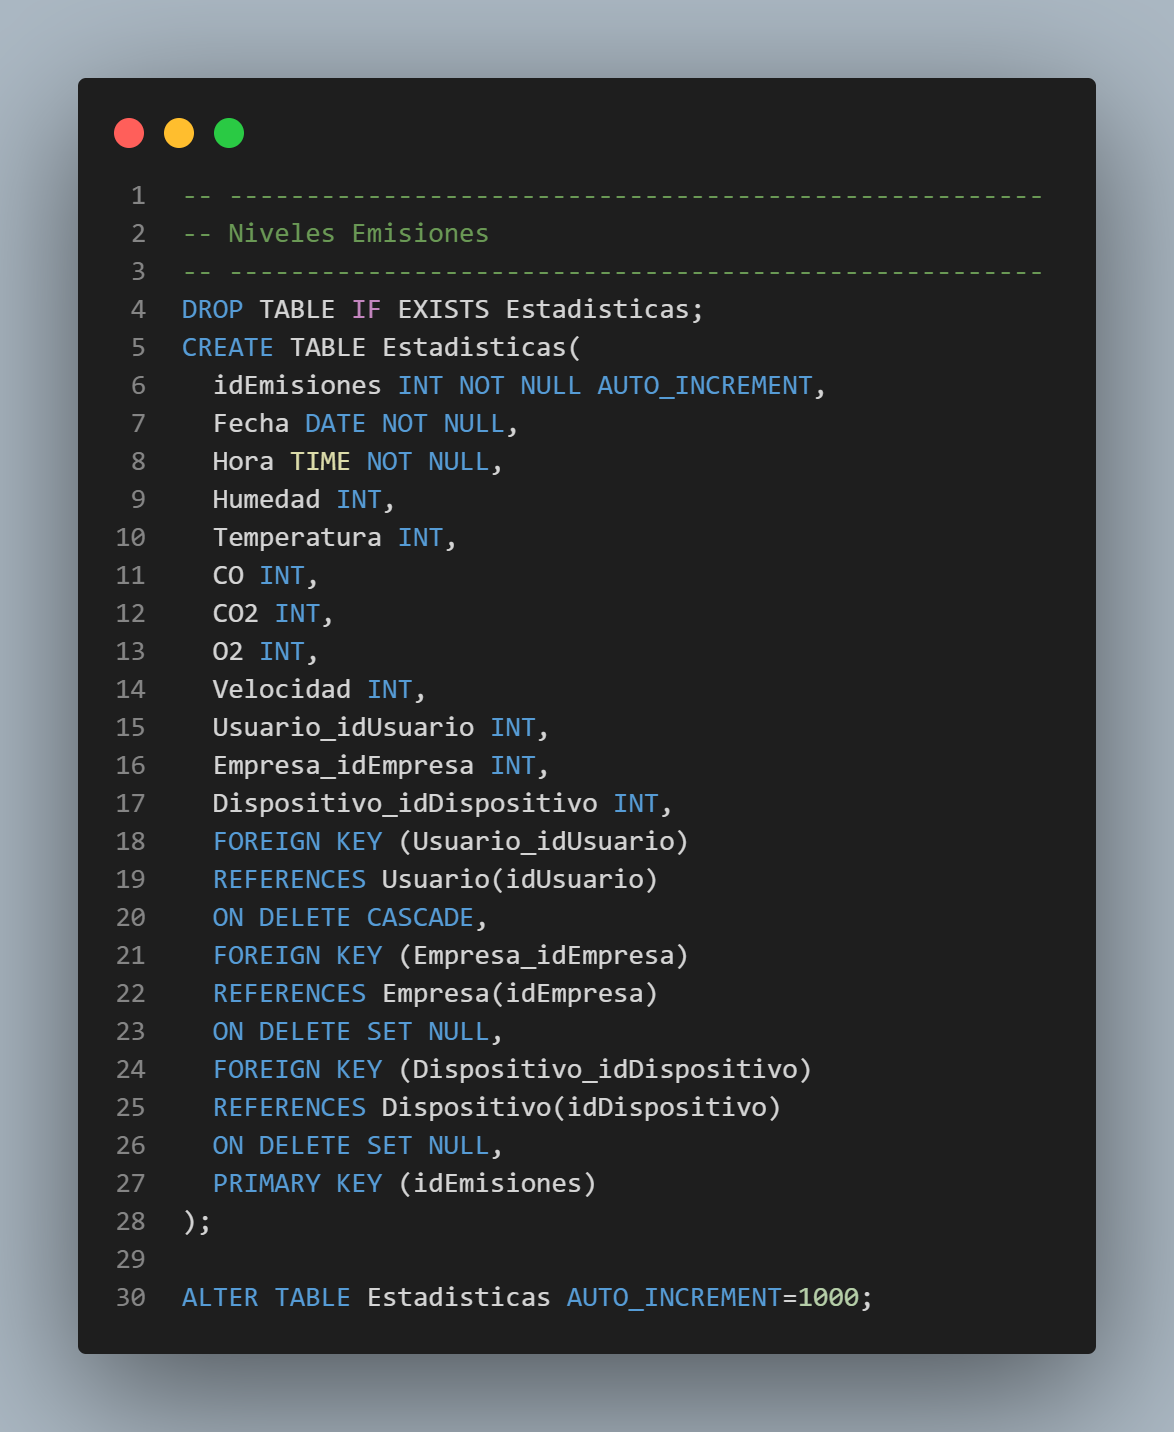 1 -- -----------------------------------------------------
2 -- Niveles Emisiones
3 -- -----------------------------------------------------
4 DROP TABLE IF EXISTS Estadisticas;
5 CREATE TABLE Estadisticas(
6   idEmisiones INT NOT NULL AUTO_INCREMENT,
7   Fecha DATE NOT NULL,
8   Hora TIME NOT NULL,
9   Humedad INT,
10   Temperatura INT,
11   CO INT,
12   CO2 INT,
13   O2 INT,
14   Velocidad INT,
15   Usuario_idUsuario INT,
16   Empresa_idEmpresa INT,
17   Dispositivo_idDispositivo INT,
18   FOREIGN KEY (Usuario_idUsuario)
19   REFERENCES Usuario(idUsuario)
20   ON DELETE CASCADE,
21   FOREIGN KEY (Empresa_idEmpresa)
22   REFERENCES Empresa(idEmpresa)
23   ON DELETE SET NULL,
24   FOREIGN KEY (Dispositivo_idDispositivo)
25   REFERENCES Dispositivo(idDispositivo)
26   ON DELETE SET NULL,
27   PRIMARY KEY (idEmisiones)
28 );
29
30 ALTER TABLE Estadisticas AUTO_INCREMENT=1000;